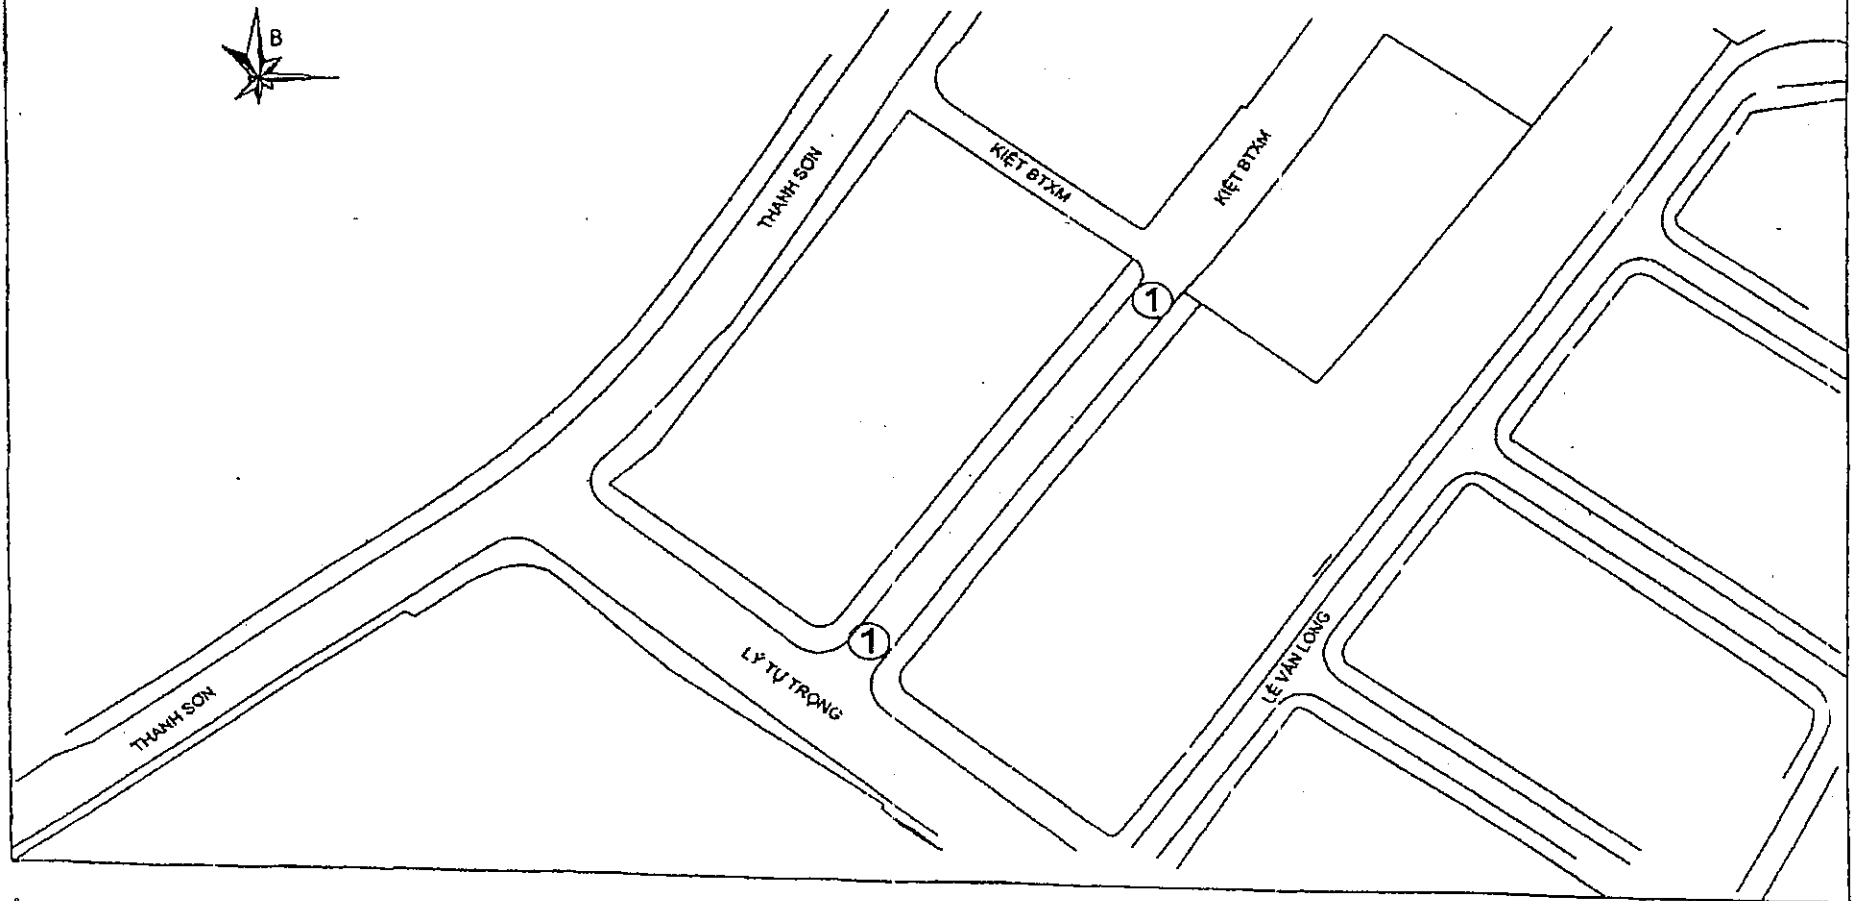 B
THANH SƠN
KIỆT BTXM
KIỆT BTXM
1
1
LÝ TỰ TRỌNG
LÊ VĂN LONG
THANH SƠN